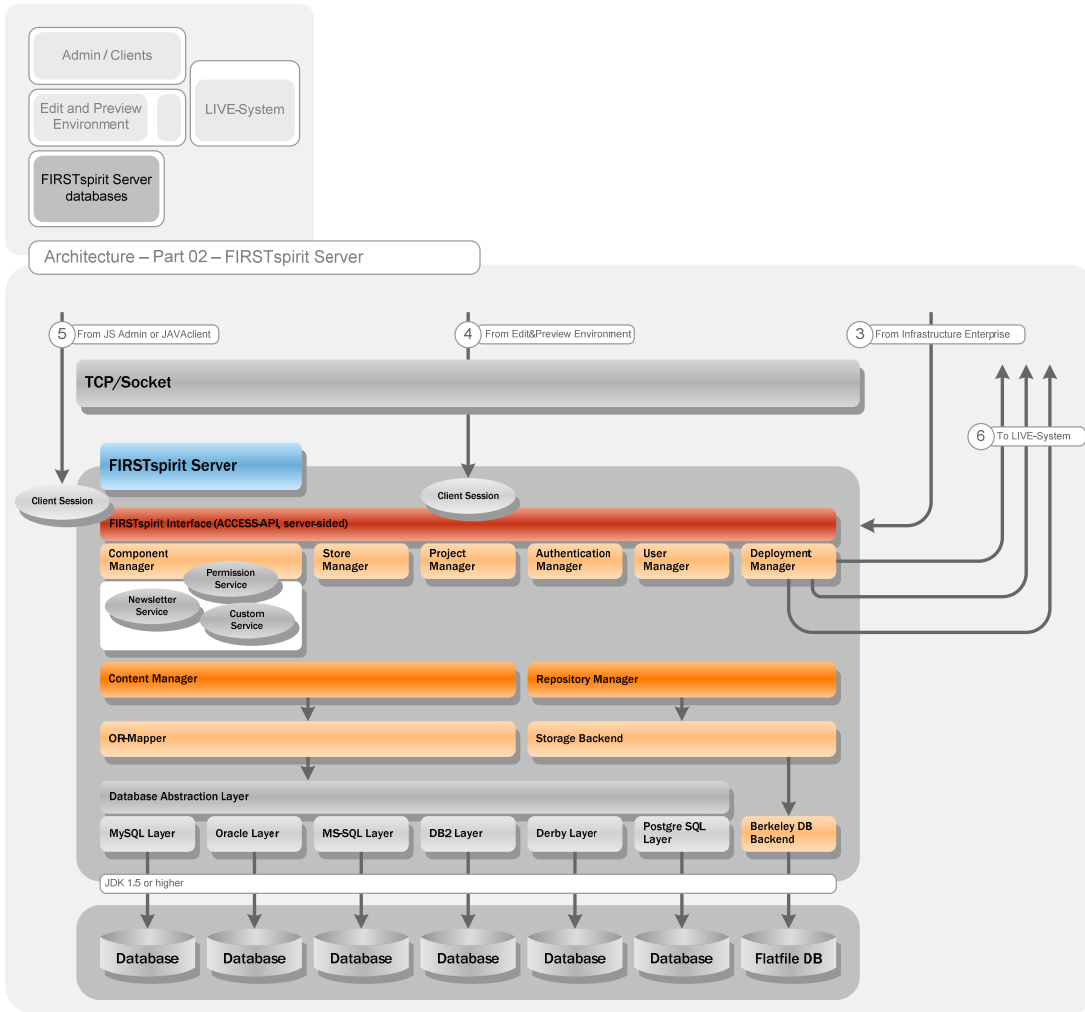 Admin / Clients
Edit and Preview
Environment
LIVE-System
FIRSTspirit Server
databases
Architecture – Part 02 – FIRSTspirit Server
5 From JS Admin or JAVAclient
4 From Edit&Preview Environment
3 From Infrastructure Enterprise
TCP/Socket
6 To LIVE-System
FIRSTspirit Server
Client Session
Client Session
FIRSTspirit Interface (ACCESS-API, server-sided)
Component
Manager
Store
Manager
Project
Manager
Authentication
Manager
User
Manager
Deployment
Manager
Permission
Service
Newsletter
Service
Custom
Service
Content Manager
Repository Manager
OR-Mapper
Storage Backend
Database Abstraction Layer
MySQL Layer
Oracle Layer
MS-SQL Layer
DB2 Layer
Derby Layer
Postgre SQL
Layer
Berkeley DB
Backend
JDK 1.5 or higher
Database
Database
Database
Database
Database
Database
Flatfile DB